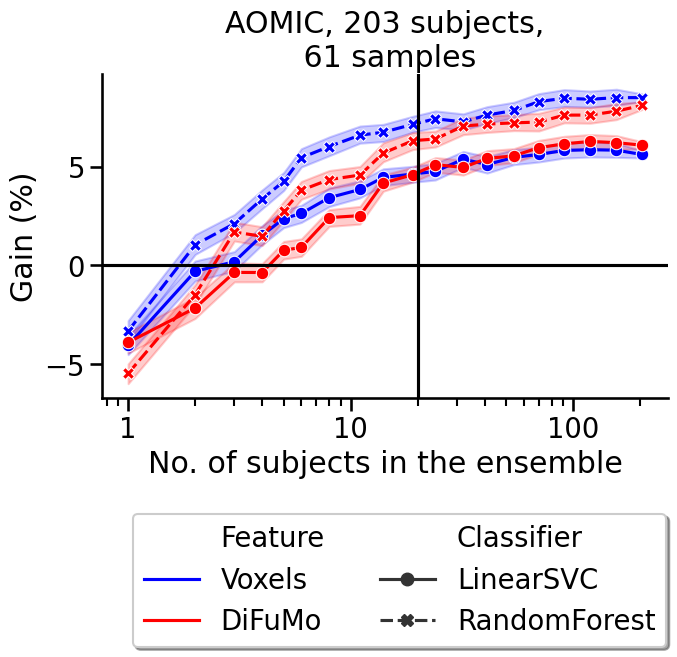 AOMIC, 203 subjects,
61 samples
Gain (%)
5
0
−5
1 10 100
No. of subjects in the ensemble
Feature Classifier
Voxels LinearSVC
DiFuMo RandomForest